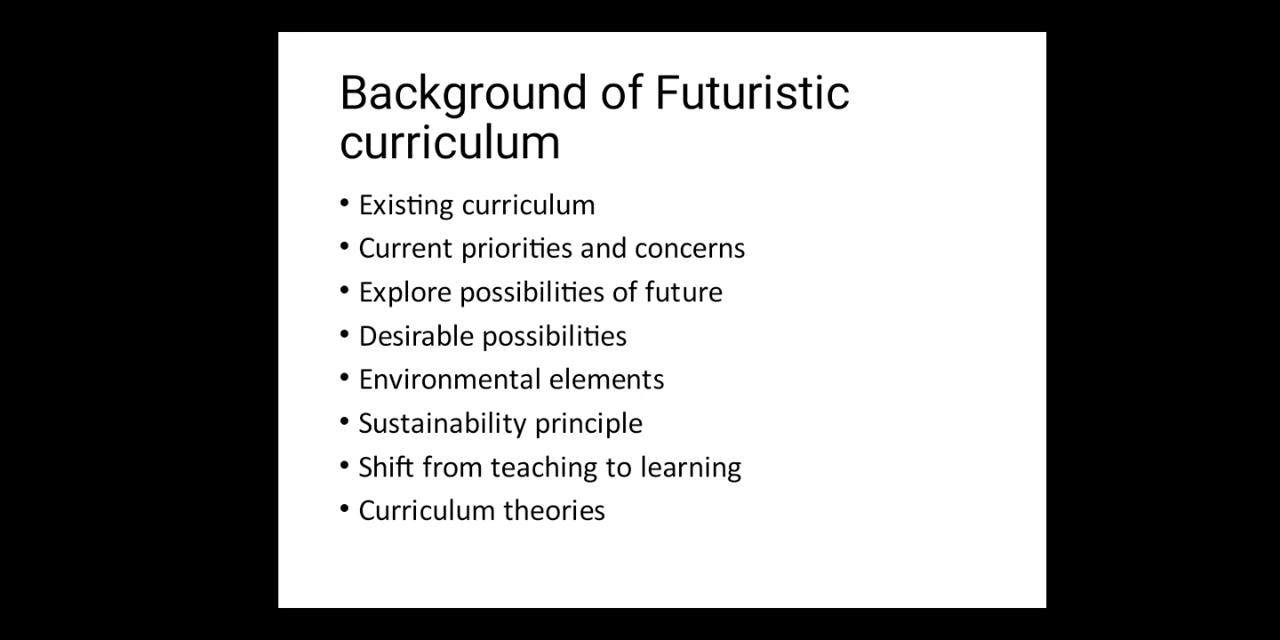 Background of Futuristic
curriculum
• Existing curriculum
• Current priorities and concerns
• Explore possibilities of future
• Desirable possibilities
• Environmental elements
• Sustainability principle
• Shift from teaching to learning
• Curriculum theories